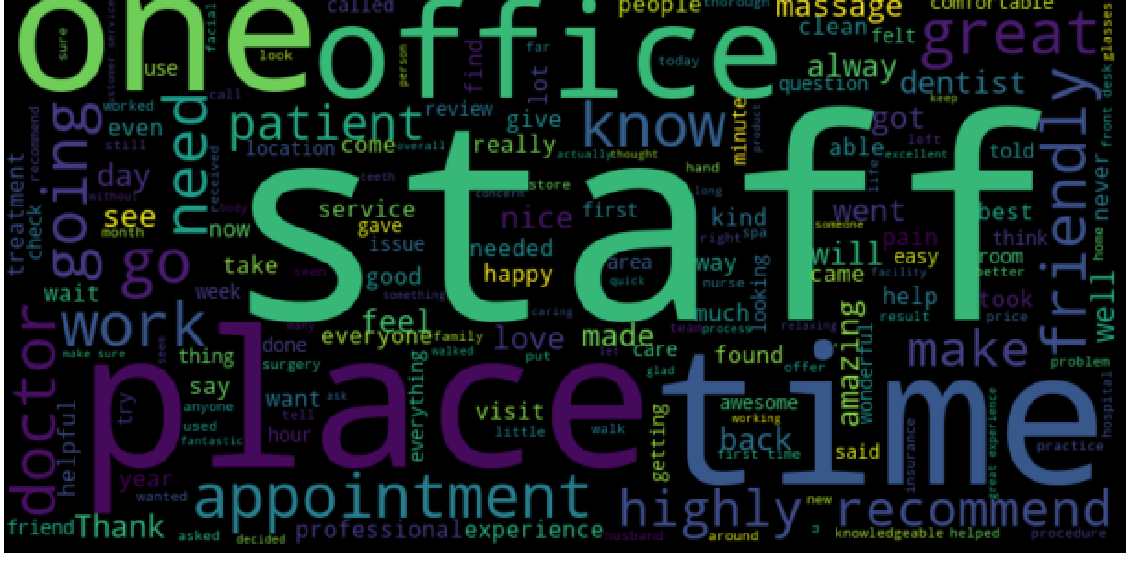 one office
called
people
thorough
massage
comfortable
sure
use
look
facial
customer service
person
find
far
lot
today
clean
felt
great
glasses
alway
question
dentist
desk
keep
worked
even
still
call
need
going
recommend
check
treatment
patient
review
give
know
minute
product
got
left
able
excellent
told
friendly
front
never
home
location
come
overall
really
actually
thought
hand
life
staff
day
without
see
month
received
body
now
teeth
service
gave
issue
concern
store
nice
first
long
kind
right
spa
went
someone
best
pain
think
go
take
seen
good
something
needed
happy
area
quick
way
nurse
looking
will
came
easy
facility
room
better
wait
week
feel
caring
much
help
result
took
price
well
work
many
everyone
family
love
made
team
process
relaxing
amazing
wonderful
make
problem
make sure
seen
thing
done
surgery
walked
put
let
care
glad
found
offer
doctor
place
time
say
try
anyone
used
fantastic
want
ask
tell
hour
everything
visit
little
walk
getting
awesome
working
back
first time
said
insurance
great experience
practice
hospital
helpful
year
wanted
appointment
highly recommend
new
friend
Thank
asked
decided
professional
experience
husband
around
knowledgeable
helped
procedure